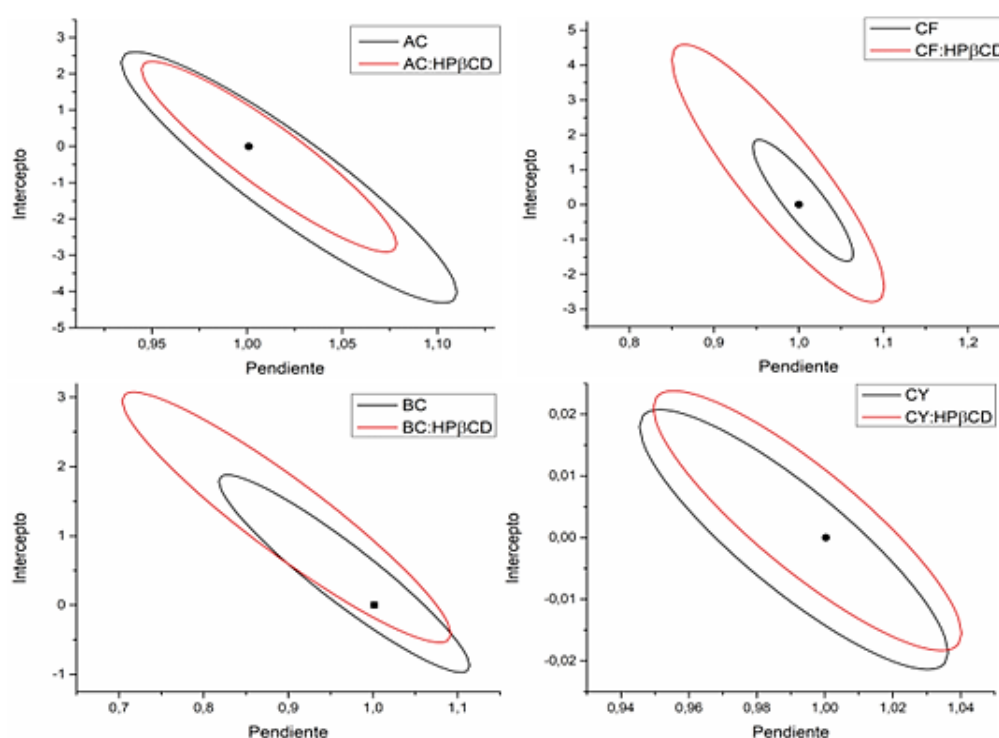 AC
AC:HPβCD
3
2
1
0
-1
-2
-3
-4
-5
Intercepto
0,95 1,00 1,05 1,10
Pendiente
CF
CF:HPβCD
5
4
3
2
1
0
-1
-2
-3
Intercepto
0,8 0,9 1,0 1,1 1,2
Pendiente
BC
BC:HPβCD
3
2
1
0
-1
Intercepto
0,7 0,8 0,9 1,0 1,1
Pendiente
CY
CY:HPβCD
0,02
0,01
0,00
-0,01
-0,02
Intercepto
0,94 0,96 0,98 1,00 1,02 1,04
Pendiente